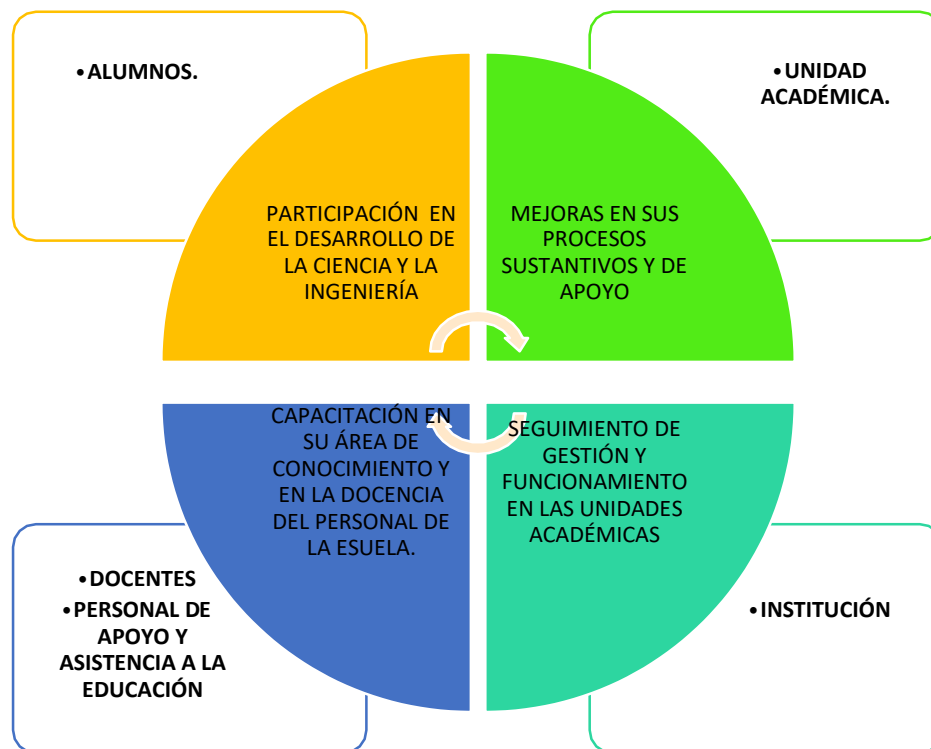 •ALUMNOS.
•UNIDAD
ACADÉMICA.
PARTICIPACIÓN EN
EL DESARROLLO DE
LA CIENCIA Y LA
INGENIERÍA
MEJORAS EN SUS
PROCESOS
SUSTANTIVOS Y DE
APOYO
CAPACITACIÓN EN
SU ÁREA DE
CONOCIMIENTO Y
EN LA DOCENCIA
DEL PERSONAL DE
LA ESUELA.
SEGUIMIENTO DE
GESTIÓN Y
FUNCIONAMIENTO
EN LAS UNIDADES
ACADÉMICAS
•DOCENTES
•PERSONAL DE
APOYO Y
ASISTENCIA A LA
EDUCACIÓN
•INSTITUCIÓN